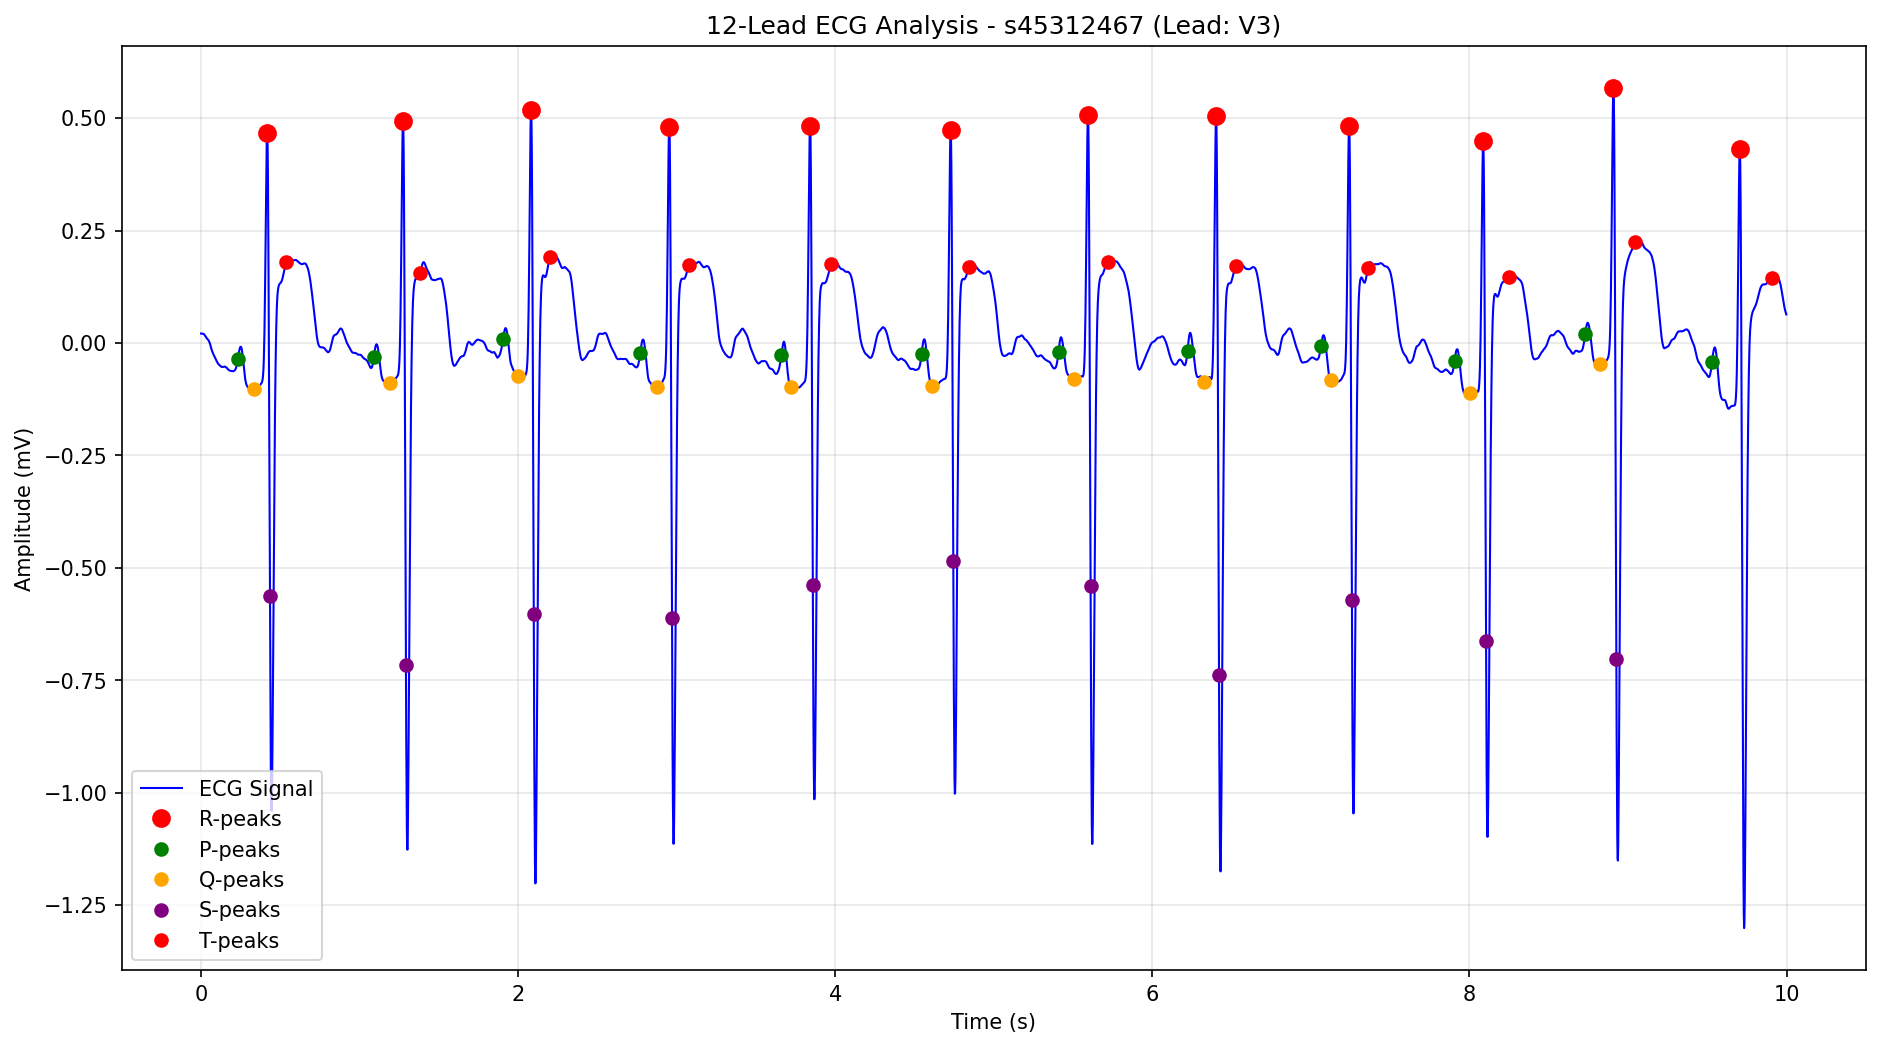 12-Lead ECG Analysis - s45312467 (Lead: V3)
0.50
0.25
0.00
−0.25
−0.50
−0.75
−1.00
−1.25
Amplitude (mV)
ECG Signal
R-peaks
P-peaks
Q-peaks
S-peaks
T-peaks
0 2 4 6 8 10
Time (s)